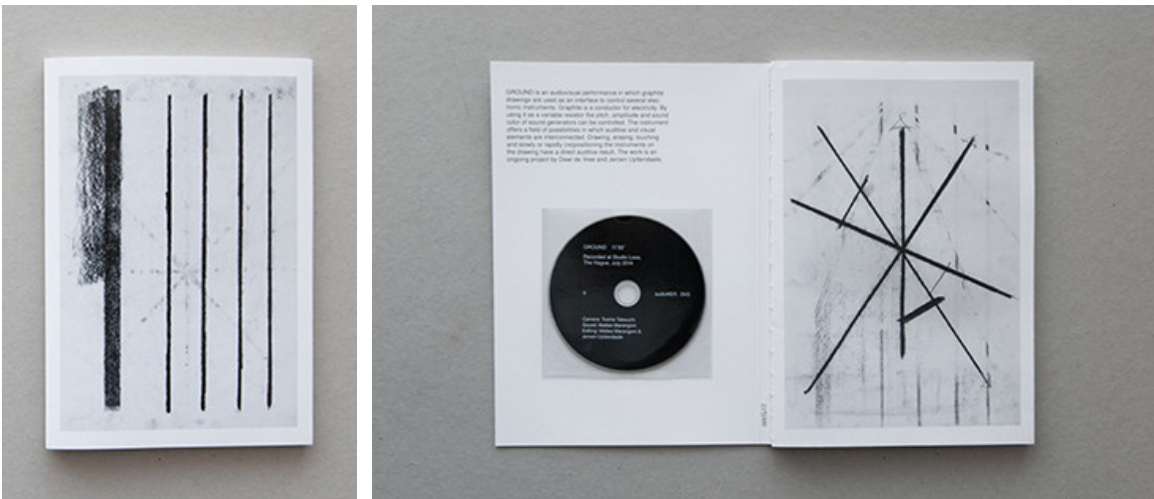 GROUND is an audiovisual performance in which graphite
drawings are used as an interface to control several elec-
tronic instruments. Graphite is a conductor for electricity. By
using it as a variable resistor the pitch, amplitude and sound
color of sound generators can be controlled. The instrument
offers a field of possibilities in which auditive and visual
elements are interconnected. Drawing, erasing, touching
and slowly or rapidly (re)positioning the instruments on
the drawing have a direct auditive result. The work is an
ongoing project by Dewi de Vree and Jeroen Uyttendaele.
GROUND
Recorded at Studio Loos,
The Hague, July 2014
Camera:
Sound: Matteo Marangoni
Editing: Matteo Marangoni &
Jeroen Uyttendaele